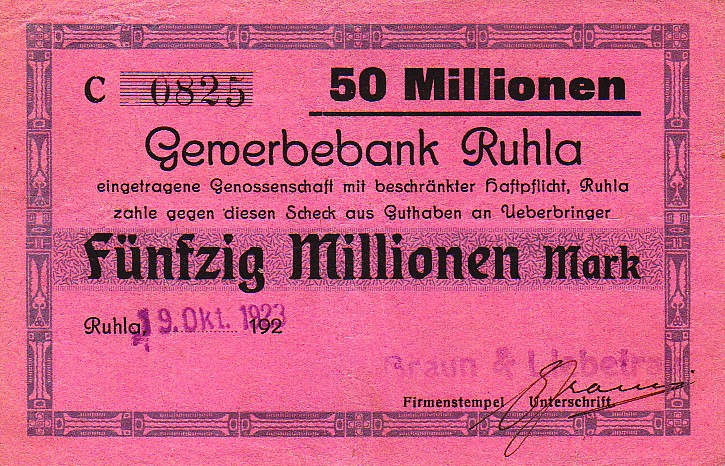 C 0825
50 Millionen
Gewerbebank Ruhla
eingetragene Genossenschaft mit beschränkter Haftpflicht, Ruhla
zahle gegen diesen Scheck aus Guthaben an Ueberbringer
Fünfzig Millionen Mark
Ruhla, 19. Okt. 1923 192
Braun &
Firmenstempel Unterschrift.